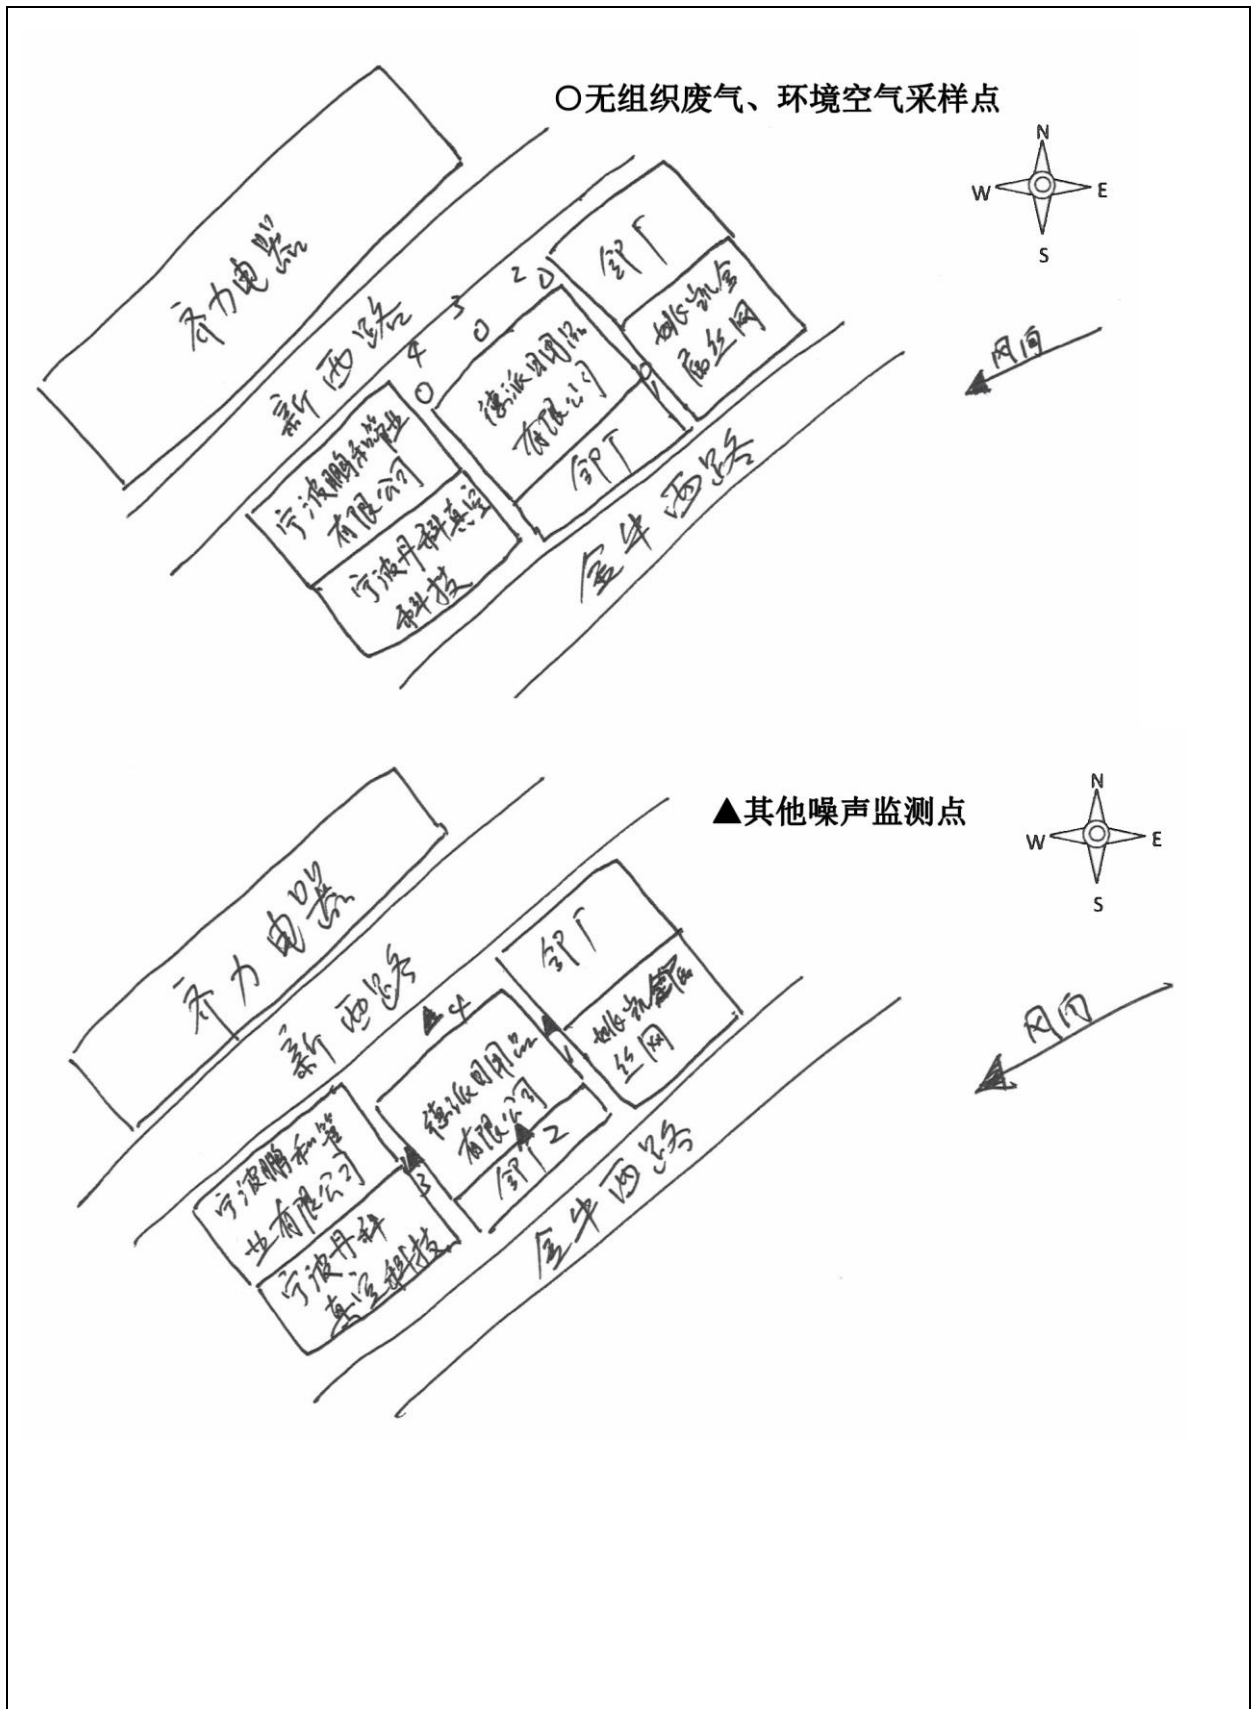 ○无组织废气、环境空气采样点
N
W
E
S
齐力电器
新西路
邻厂
姚凯金
属丝网
风向
2
3
4
1
德派日用品
有限公司
邻厂
宁波鹏和管业
有限公司
宁波丹科真空
科技
金牛西路
▲其他噪声监测点
N
W
E
S
齐力电器
新西路
邻厂
姚凯金属
丝网
风向
4
1
德派日用品
有限公司
2
邻厂
3
宁波鹏和管
业有限公司
宁波丹科
真空科技
金牛西路